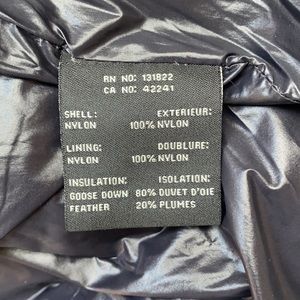 RN NO: 131822
CA NO: 42241
SHELL: EXTERIEUR:
NYLON 100% NYLON
LINING: DOUBLURE:
NYLON 100% NYLON
INSULATION: ISOLATION:
GOOSE DOWN 80% DUVET D'OIE
FEATHER 20% PLUMES